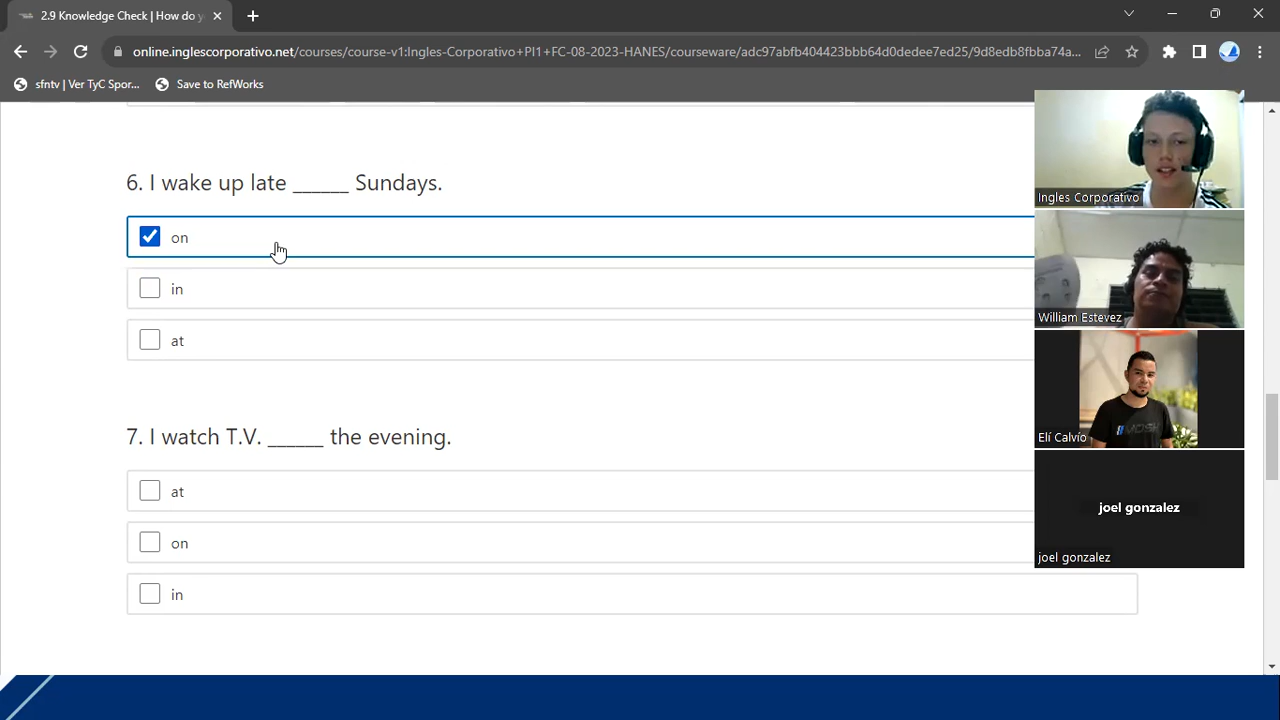 2.9 Knowledge Check | How do y
online.inglescorporativo.net/courses/course-v1:Ingles-Corporativo+PI1+FC-08-2023-HANES/courseware/adc97abfb404423bbb64d0dedee7ed25/9d8edb8fbba74a...
sfntv | Ver TyC Spor... Save to RefWorks
6. I wake up late ______ Sundays.
on
in
at
7. I watch T.V. ______ the evening.
at
on
in
Ingles Corporativo
William Estevez
Elí Calvío
joel gonzalez
joel gonzalez